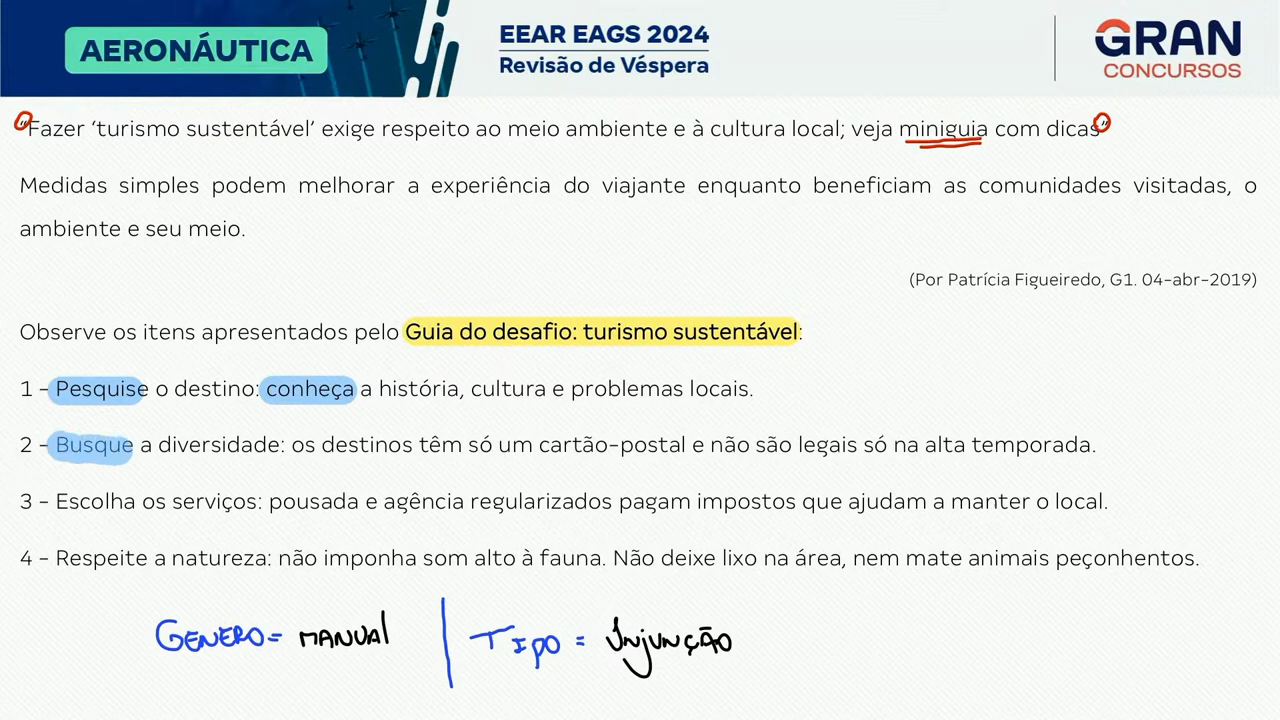 AERONÁUTICA
EEAR EAGS 2024
Revisão de Véspera
GRAN
CONCURSOS
“Fazer ‘turismo sustentável’ exige respeito ao meio ambiente e à cultura local; veja miniguia com dicas”
Medidas simples podem melhorar a experiência do viajante enquanto beneficiam as comunidades visitadas, o
ambiente e seu meio.
(Por Patrícia Figueiredo, G1. 04-abr-2019)
Observe os itens apresentados pelo Guia do desafio: turismo sustentável:
1 - Pesquise o destino: conheça a história, cultura e problemas locais.
2 - Busque a diversidade: os destinos têm só um cartão-postal e não são legais só na alta temporada.
3 - Escolha os serviços: pousada e agência regularizados pagam impostos que ajudam a manter o local.
4 - Respeite a natureza: não imponha som alto à fauna. Não deixe lixo na área, nem mate animais peçonhentos.
GENERO = MANUAL | TIPO = INJUNÇÃO